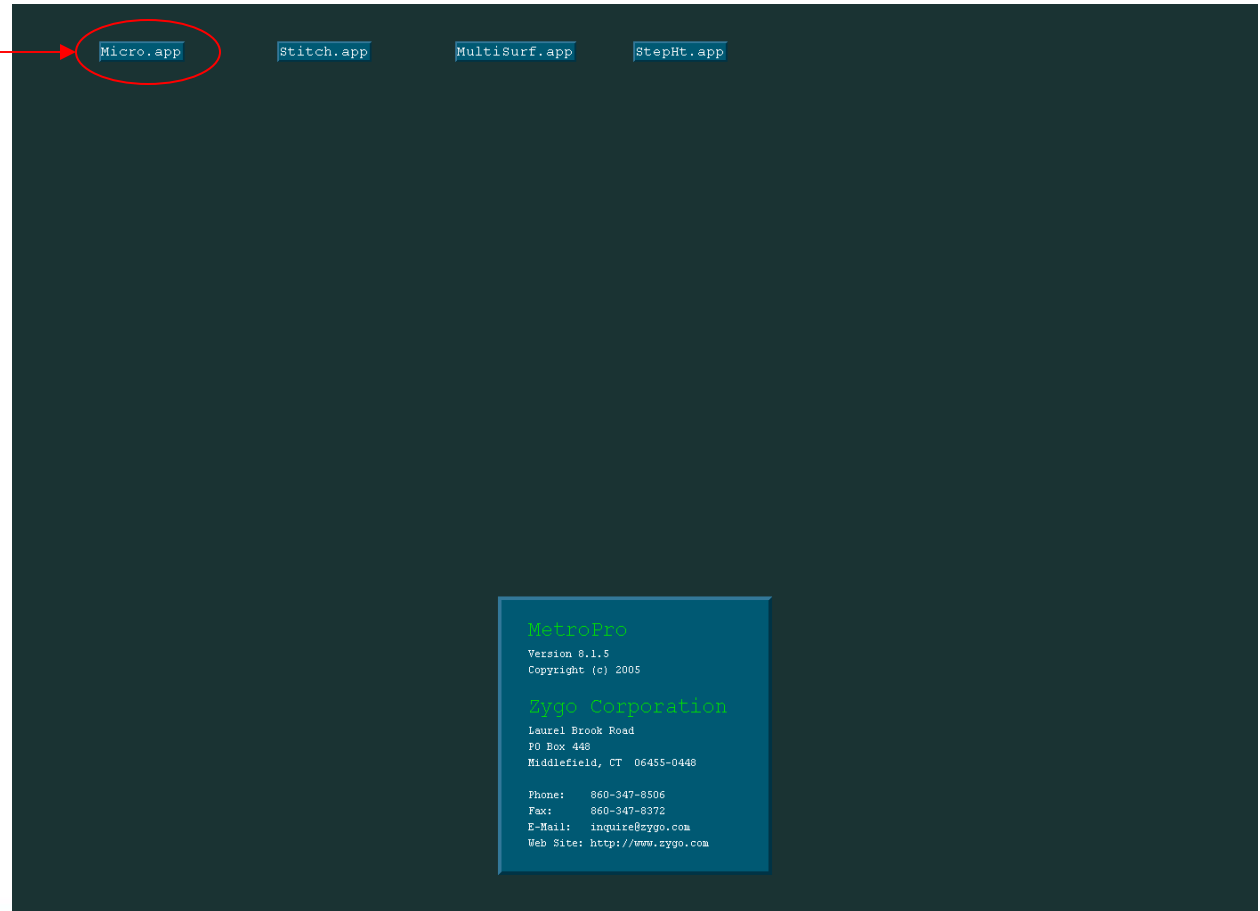 Micro.app Stitch.app MultiSurf.app StepHt.app
MetroPro
Version 8.1.5
Copyright (c) 2005
Zygo Corporation
Laurel Brook Road
PO Box 448
Middlefield, CT 06455-0448
Phone: 860-347-8506
Fax: 860-347-8372
E-Mail: inquire@zygo.com
Web Site: http://www.zygo.com